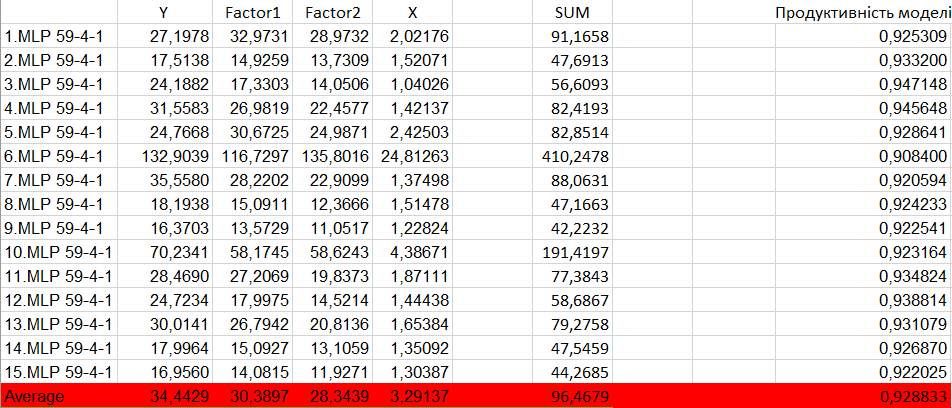 Y Factor1 Factor2 X SUM Продуктивність моделі
1.MLP 59-4-1 27,1978 32,9731 28,9732 2,02176 91,1658 0,925309
2.MLP 59-4-1 17,5138 14,9259 13,7309 1,52071 47,6913 0,933200
3.MLP 59-4-1 24,1882 17,3303 14,0506 1,04026 56,6093 0,947148
4.MLP 59-4-1 31,5583 26,9819 22,4577 1,42137 82,4193 0,945648
5.MLP 59-4-1 24,7668 30,6725 24,9871 2,42503 82,8514 0,928641
6.MLP 59-4-1 132,9039 116,7297 135,8016 24,81263 410,2478 0,908400
7.MLP 59-4-1 35,5580 28,2202 22,9099 1,37498 88,0631 0,920594
8.MLP 59-4-1 18,1938 15,0911 12,3666 1,51478 47,1663 0,924233
9.MLP 59-4-1 16,3703 13,5729 11,0517 1,22824 42,2232 0,922541
10.MLP 59-4-1 70,2341 58,1745 58,6243 4,38671 191,4197 0,923164
11.MLP 59-4-1 28,4690 27,2069 19,8373 1,87111 77,3843 0,934824
12.MLP 59-4-1 24,7234 17,9975 14,5214 1,44438 58,6867 0,938814
13.MLP 59-4-1 30,0141 26,7942 20,8136 1,65384 79,2758 0,931079
14.MLP 59-4-1 17,9964 15,0927 13,1059 1,35092 47,5459 0,926870
15.MLP 59-4-1 16,9560 14,0815 11,9271 1,30387 44,2685 0,922025
Average 34,4429 30,3897 28,3439 3,29137 96,4679 0,928833